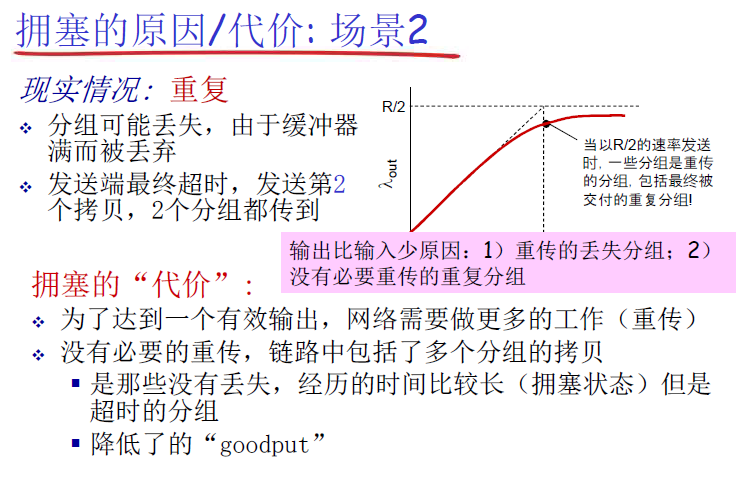 拥塞的原因/代价: 场景2
现实情况: 重复
❖ 分组可能丢失，由于缓冲器
满而被丢弃
❖ 发送端最终超时，发送第2
个拷贝，2个分组都传到
R/2
λout
当以R/2的速率发送
时, 一些分组是重传
的分组, 包括最终被
交付的重复分组!
输出比输入少原因：1）重传的丢失分组；2）
没有必要重传的重复分组
拥塞的“代价”:
❖ 为了达到一个有效输出，网络需要做更多的工作（重传）
❖ 没有必要的重传，链路中包括了多个分组的拷贝
▪ 是那些没有丢失，经历的时间比较长（拥塞状态）但是
超时的分组
▪ 降低了的“goodput”